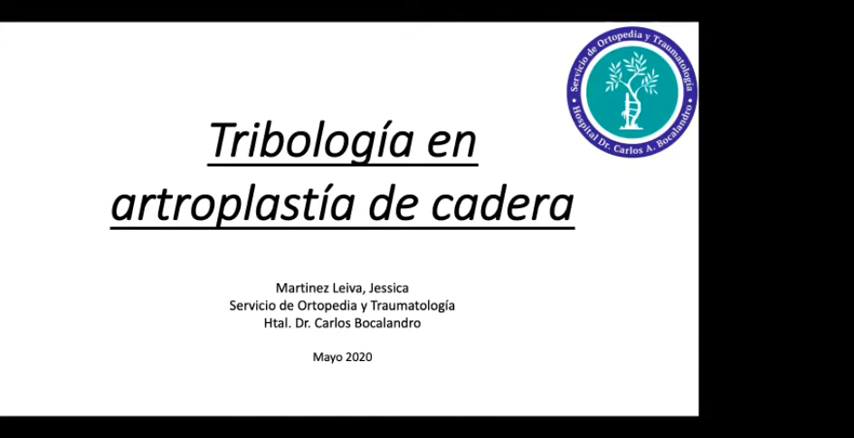 Servicio de Ortopedia y Traumatología
Hospital Dr. Carlos A. Bocalandro
Tribología en
artroplastía de cadera
Martinez Leiva, Jessica
Servicio de Ortopedia y Traumatología
Htal. Dr. Carlos Bocalandro
Mayo 2020